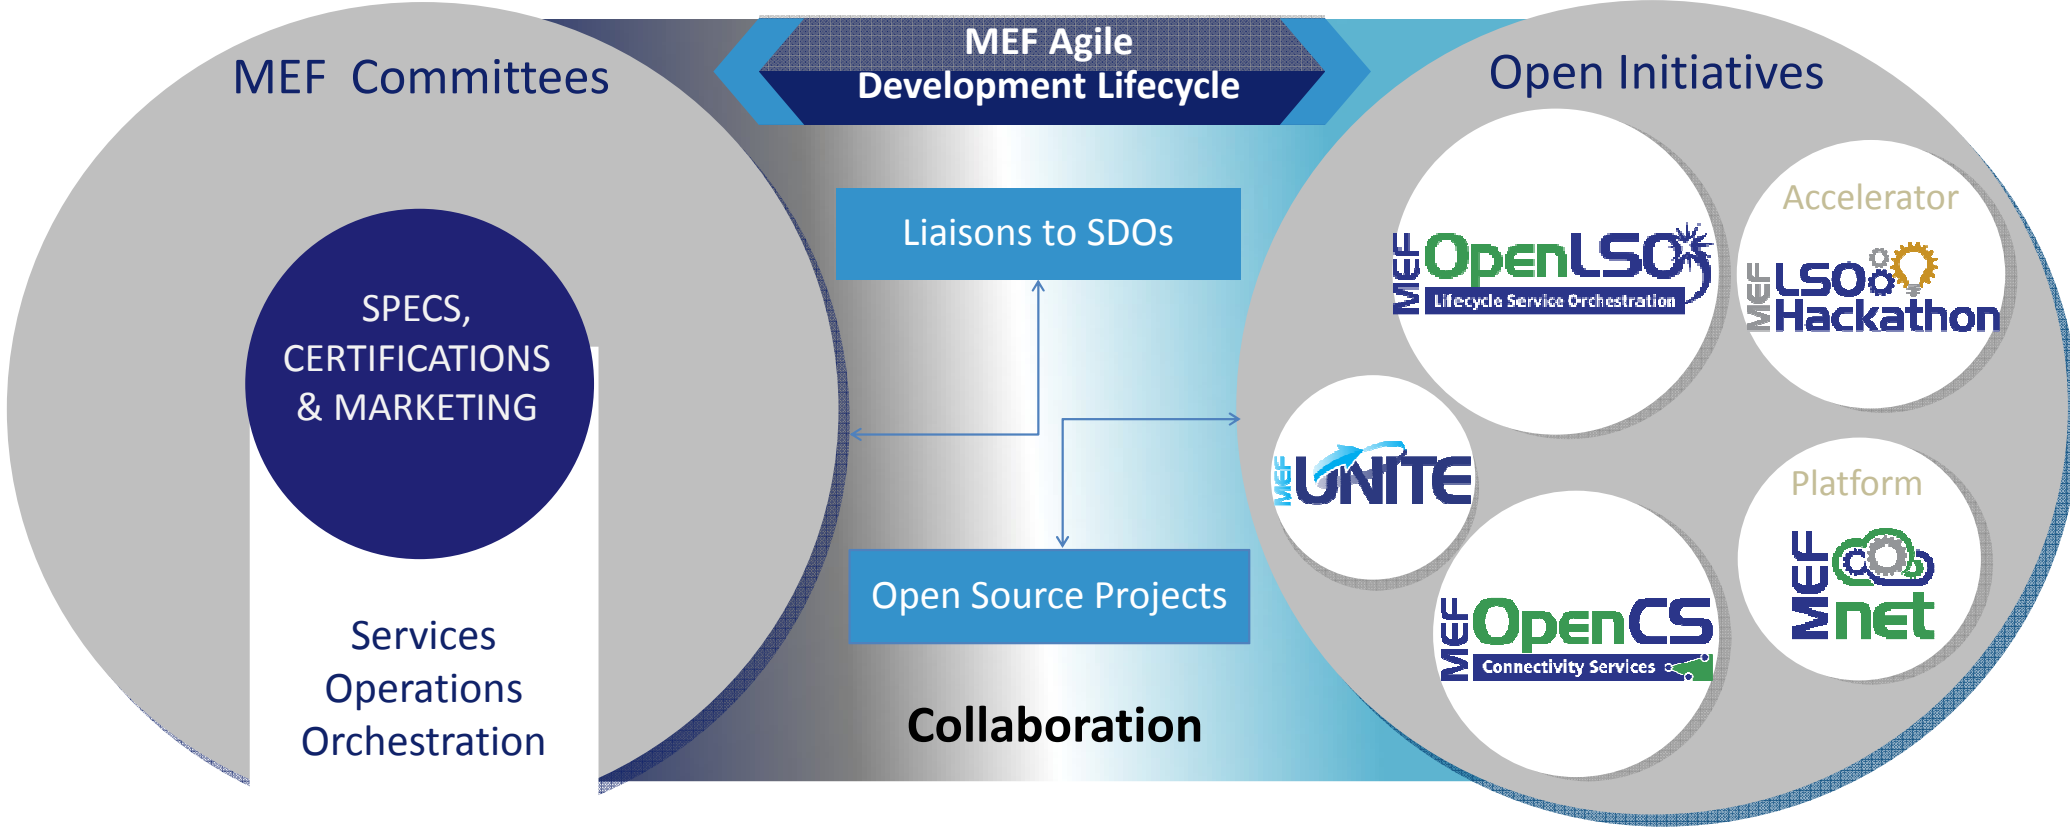 MEF Agile
Development Lifecycle
MEF  Committees
SPECS,
CERTIFICATIONS
& MARKETING
Services
Operations
Orchestration
Liaisons to SDOs
Open Source Projects
Collaboration
Open Initiatives
MEF OpenLSO
Lifecycle Service Orchestration
Accelerator
MEF LSO
Hackathon
MEF UNITE
MEF OpenCS
Connectivity Services
Platform
MEF net